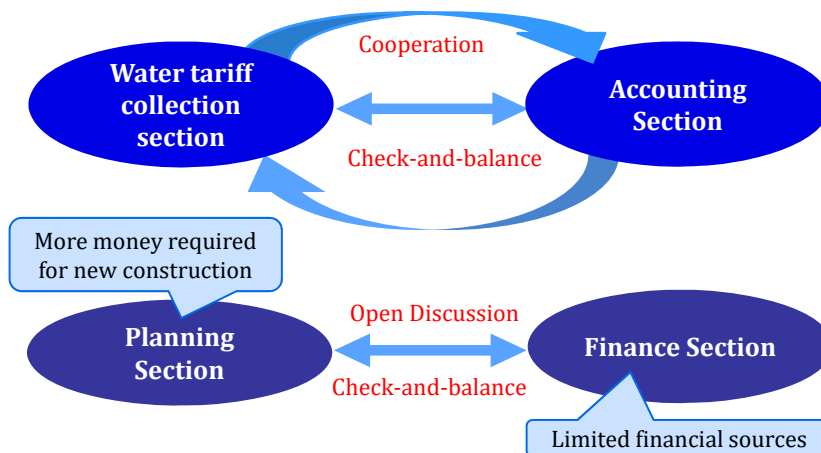 Cooperation
Water tariff
collection
section
Accounting
Section
Check-and-balance
More money required
for new construction
Open Discussion
Planning
Section
Finance Section
Check-and-balance
Limited financial sources